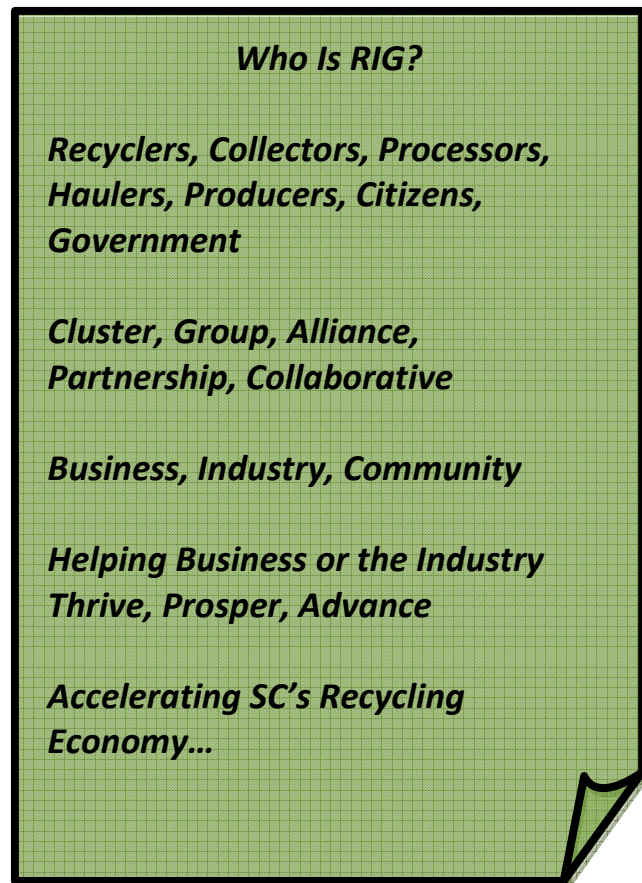 Who Is RIG?
Recyclers, Collectors, Processors,
Haulers, Producers, Citizens,
Government
Cluster, Group, Alliance,
Partnership, Collaborative
Business, Industry, Community
Helping Business or the Industry
Thrive, Prosper, Advance
Accelerating SC’s Recycling
Economy…